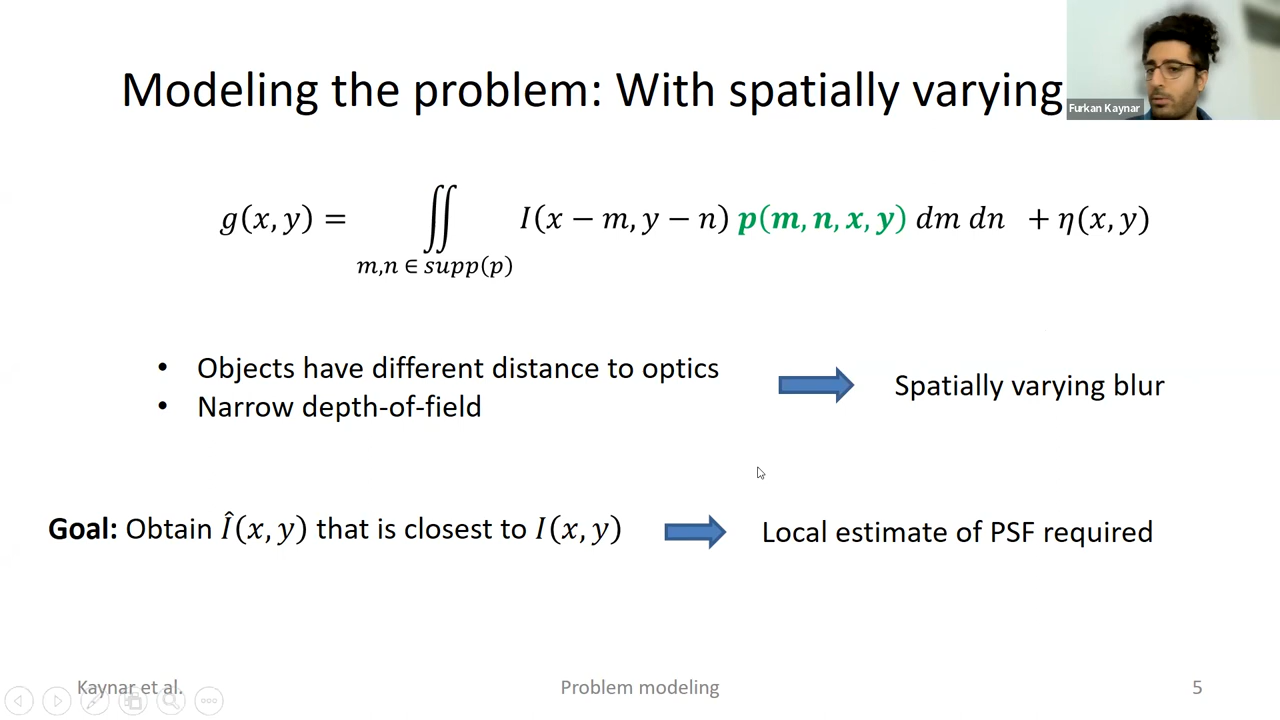 Modeling the problem: With spatially varying
Furkan Kaynar
g(x, y) = ∬ I(x − m, y − n) p(m, n, x, y) dm dn + η(x, y)
m,n ∈ supp(p)
• Objects have different distance to optics
• Narrow depth-of-field
Spatially varying blur
Goal: Obtain Î(x, y) that is closest to I(x, y)
Local estimate of PSF required
Kaynar et al.
Problem modeling
5